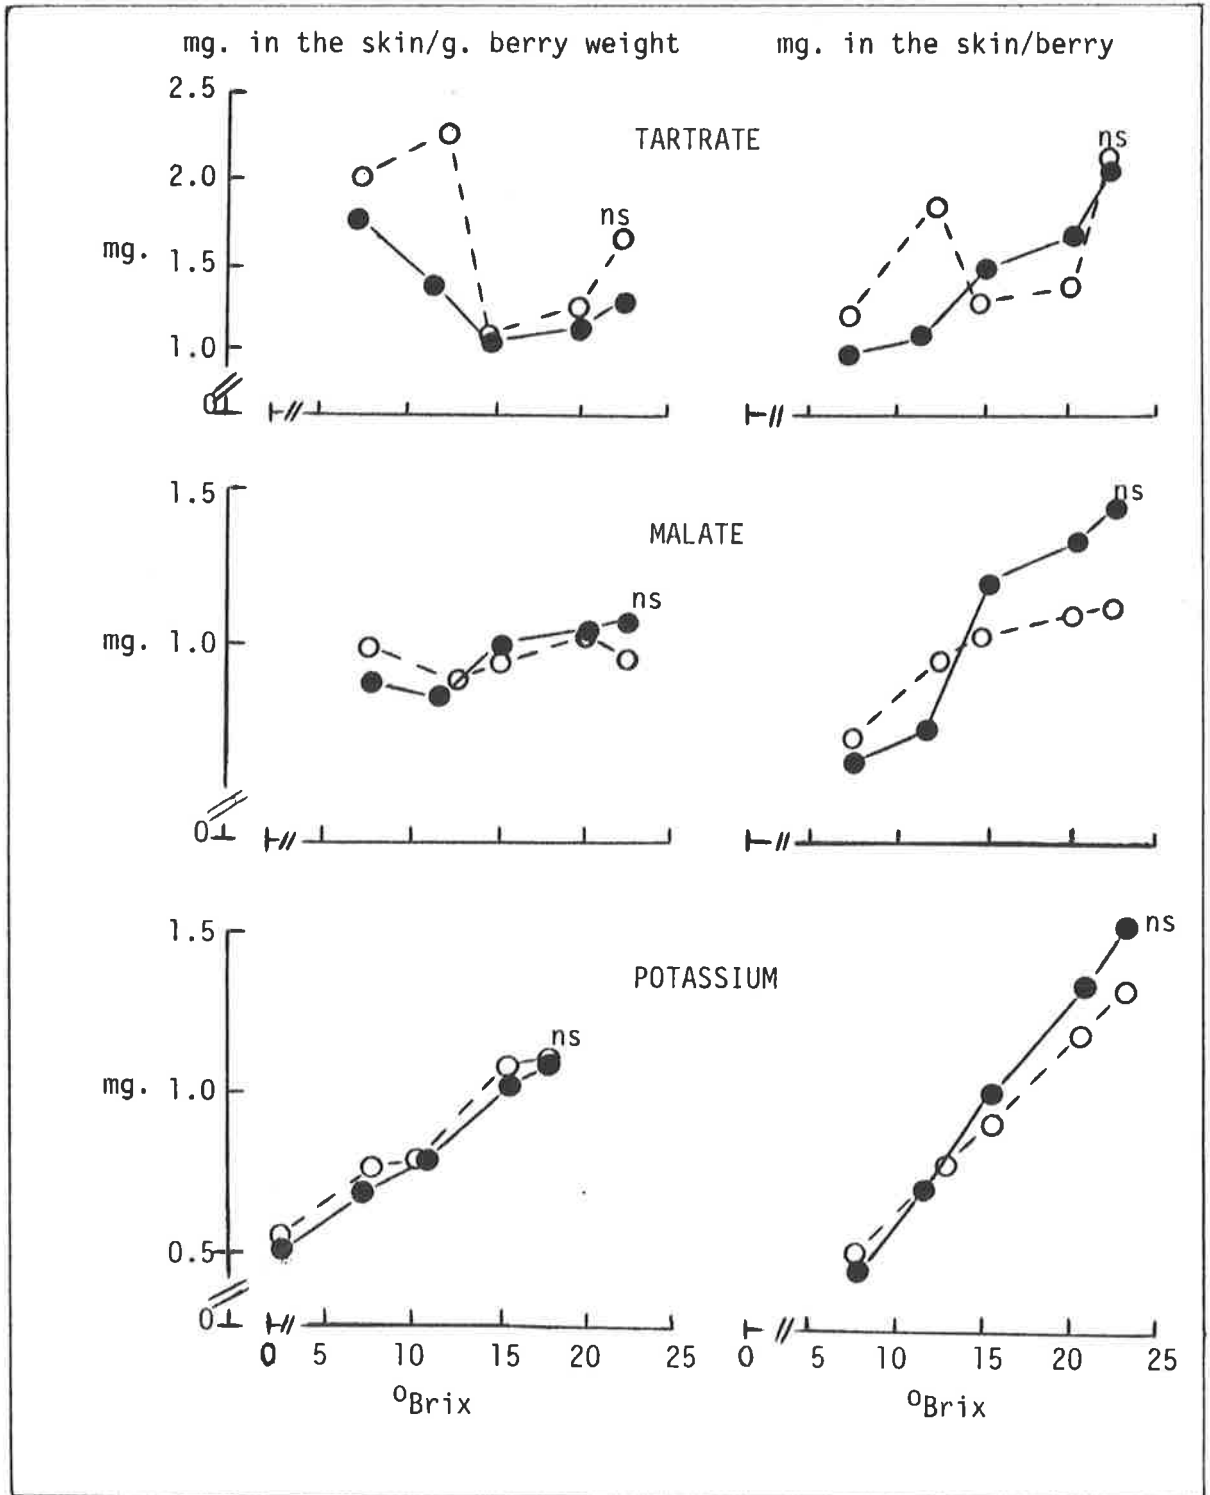 mg. in the skin/g. berry weight mg. in the skin/berry
2.5
TARTRATE
ns
2.0
ns
mg.
1.5
1.0
0
1.5
ns
MALATE
ns
mg. 1.0
0
1.5
ns
POTASSIUM
ns
mg. 1.0
0.5
0
0 5 10 15 20 25 0 5 10 15 20 25
oBrix oBrix